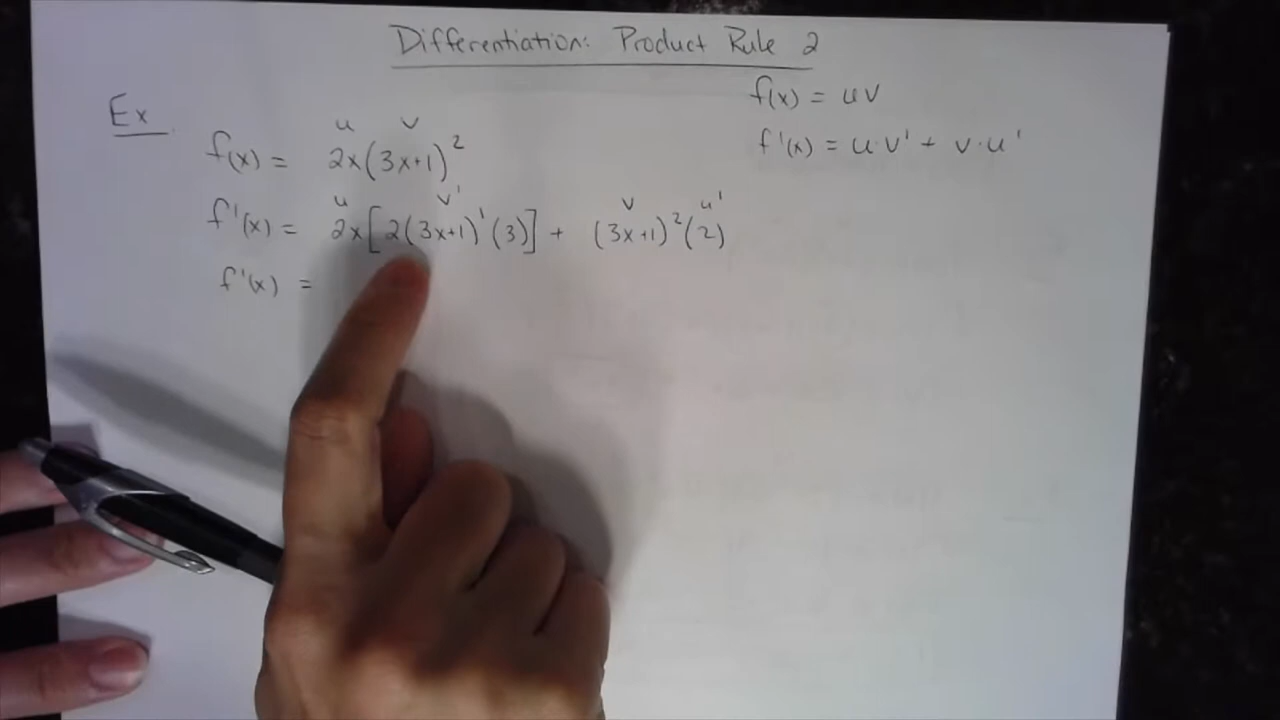 Differentiation: Product Rule 2
f(x) = uv
f'(x) = u·v' + v·u'
Ex
u v
f(x) = 2x(3x+1)²
u v' v u'
f'(x) = 2x[2(3x+1)¹(3)] + (3x+1)²(2)
f'(x) =